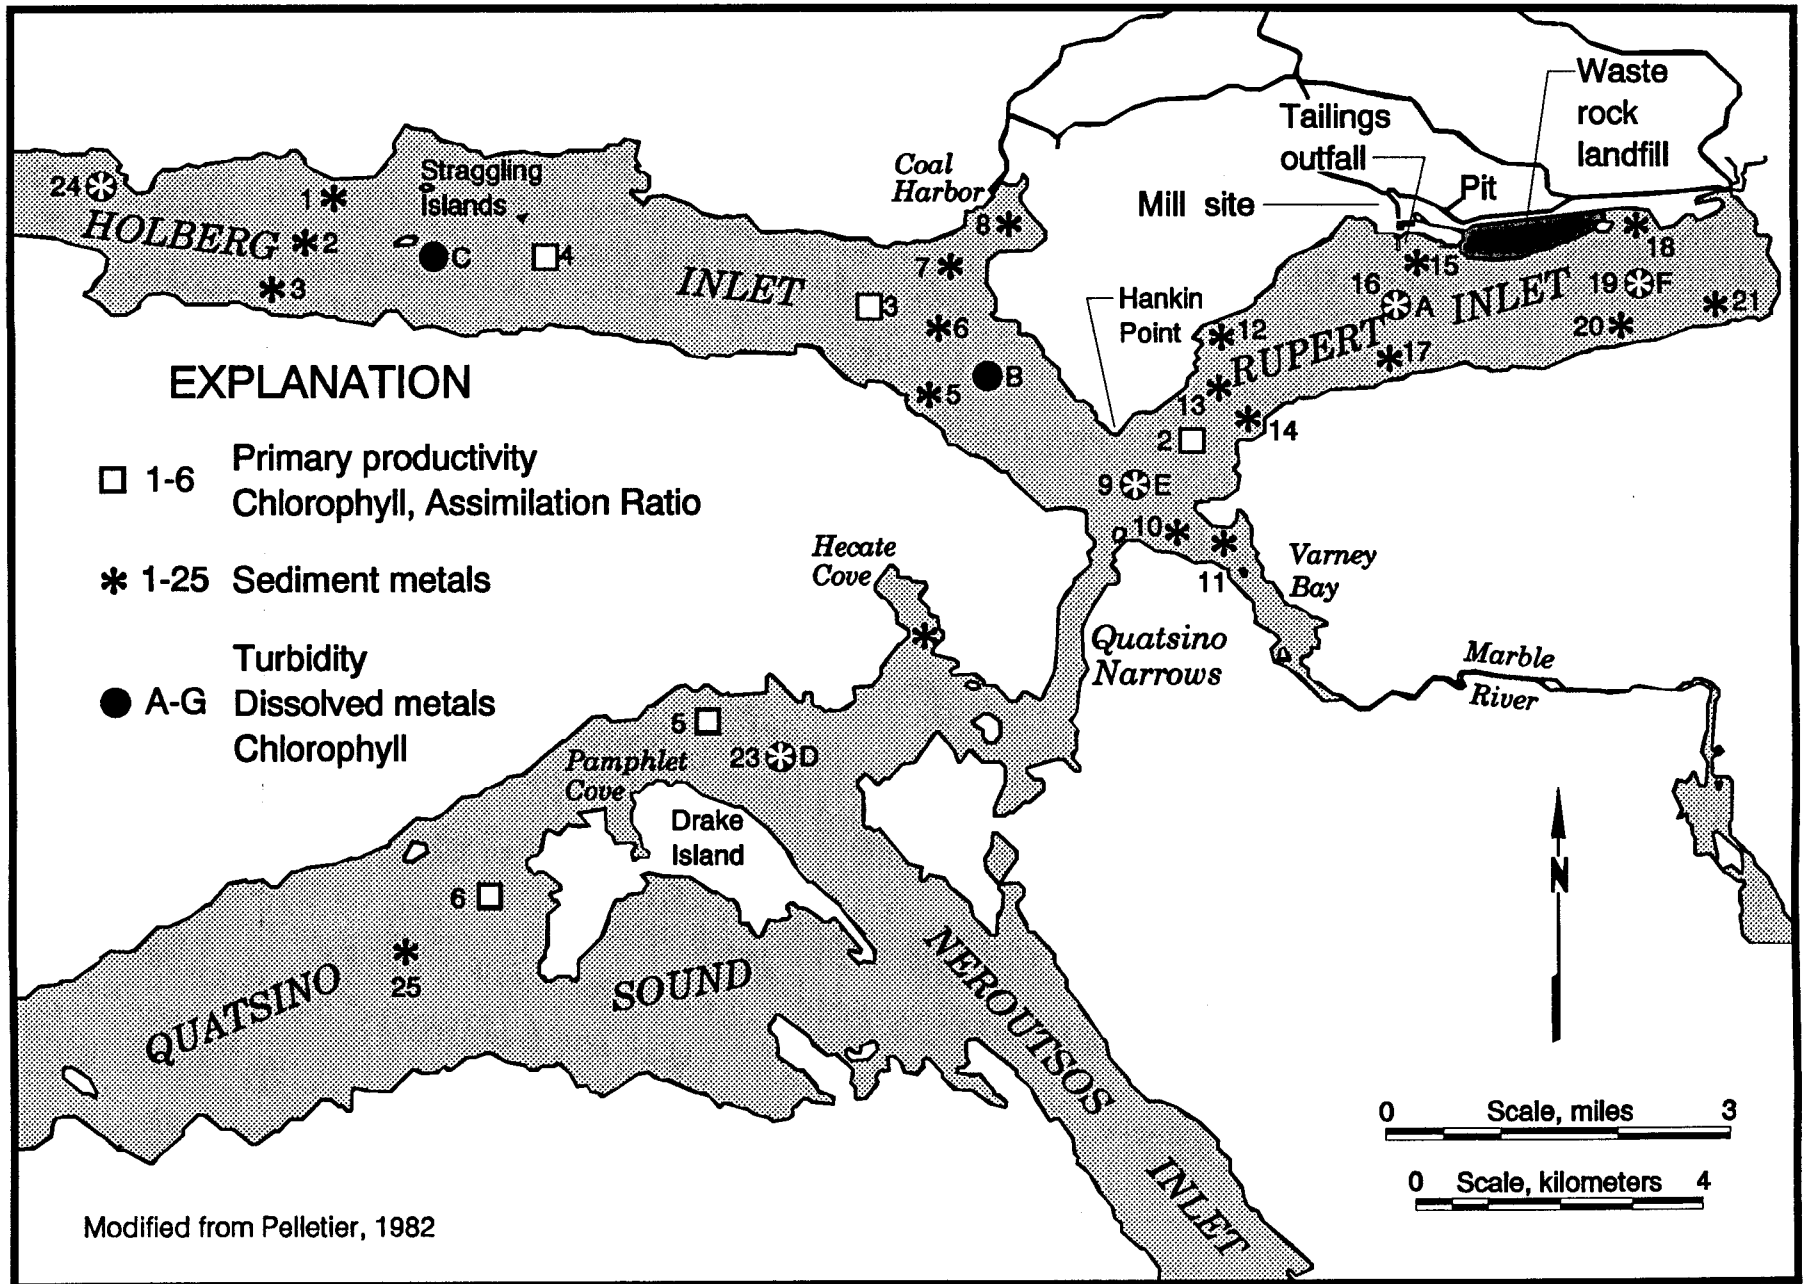 Waste
rock
landfill
Tailings
outfall
Pit
Mill site
Coal
Harbor
Straggling
Islands
24
1
2
3
C
4
HOLBERG
INLET
3
8
7
6
5
B
Hankin
Point
15
16
A
12
13
14
17
18
19
F
20
21
RUPERT
INLET
2
9
E
10
11
EXPLANATION
1-6 Primary productivity
Chlorophyll, Assimilation Ratio
1-25 Sediment metals
Turbidity
A-G Dissolved metals
Chlorophyll
Hecate
Cove
Varney
Bay
Quatsino
Narrows
Marble
River
5
23
D
Pamphlet
Cove
Drake
Island
6
25
N
QUATSINO
SOUND
NEROUTSOS
INLET
0 Scale, miles 3
0 Scale, kilometers 4
Modified from Pelletier, 1982